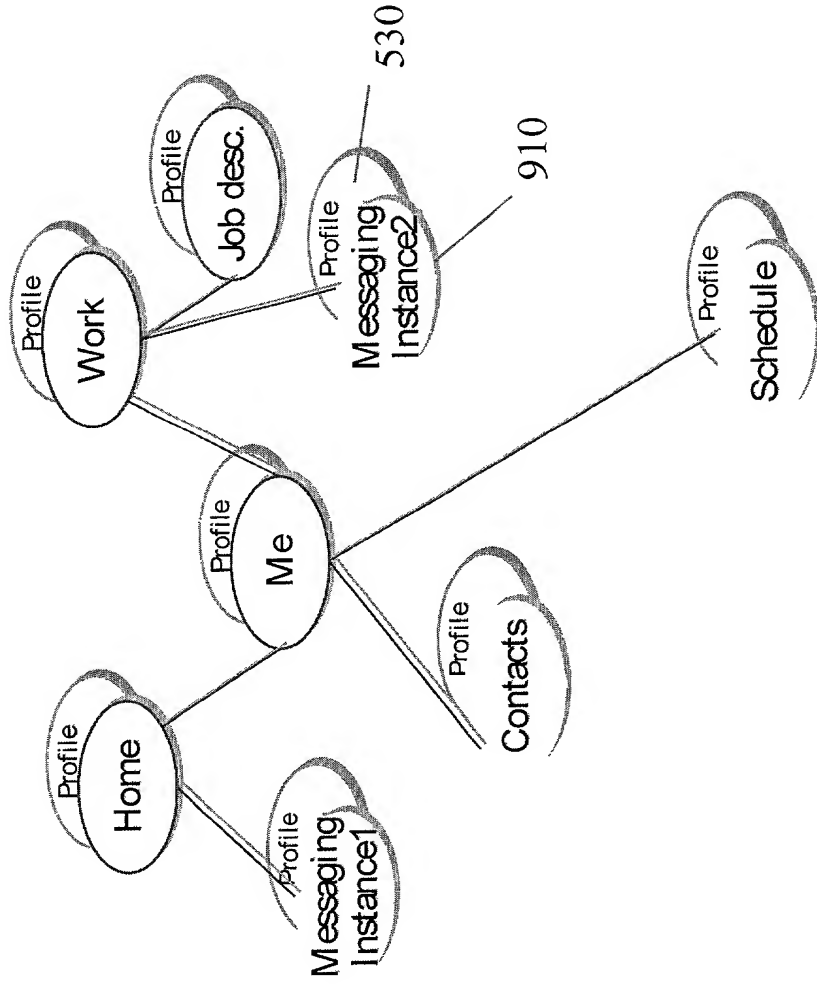 Profile
Home
Profile
Messaging
Instance1
Profile
Me
Profile
Contacts
Profile
Work
Profile
Job desc.
Profile
Messaging
Instance2
530
910
Profile
Schedule